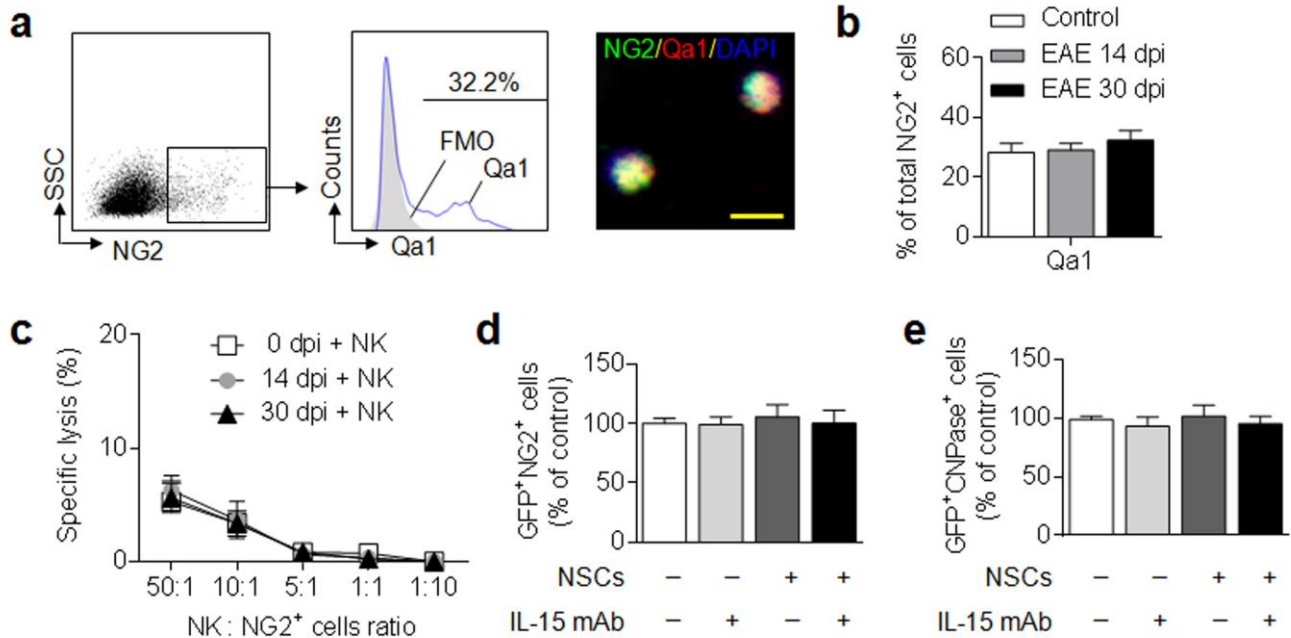 a
SSC
NG2
Counts
32.2%
FMO
Qa1
Qa1
NG2/Qa1/DAPI
b
% of total NG2⁺ cells
60
40
20
0
Control
EAE 14 dpi
EAE 30 dpi
Qa1
c
Specific lysis (%)
20
10
0
0 dpi + NK
14 dpi + NK
30 dpi + NK
50:1 10:1 5:1 1:1 1:10
NK : NG2⁺ cells ratio
d
GFP⁺NG2⁺ cells
(% of control)
150
100
50
0
NSCs – – + +
IL-15 mAb – + – +
e
GFP⁺CNPase⁺ cells
(% of control)
150
100
50
0
NSCs – – + +
IL-15 mAb – + – +